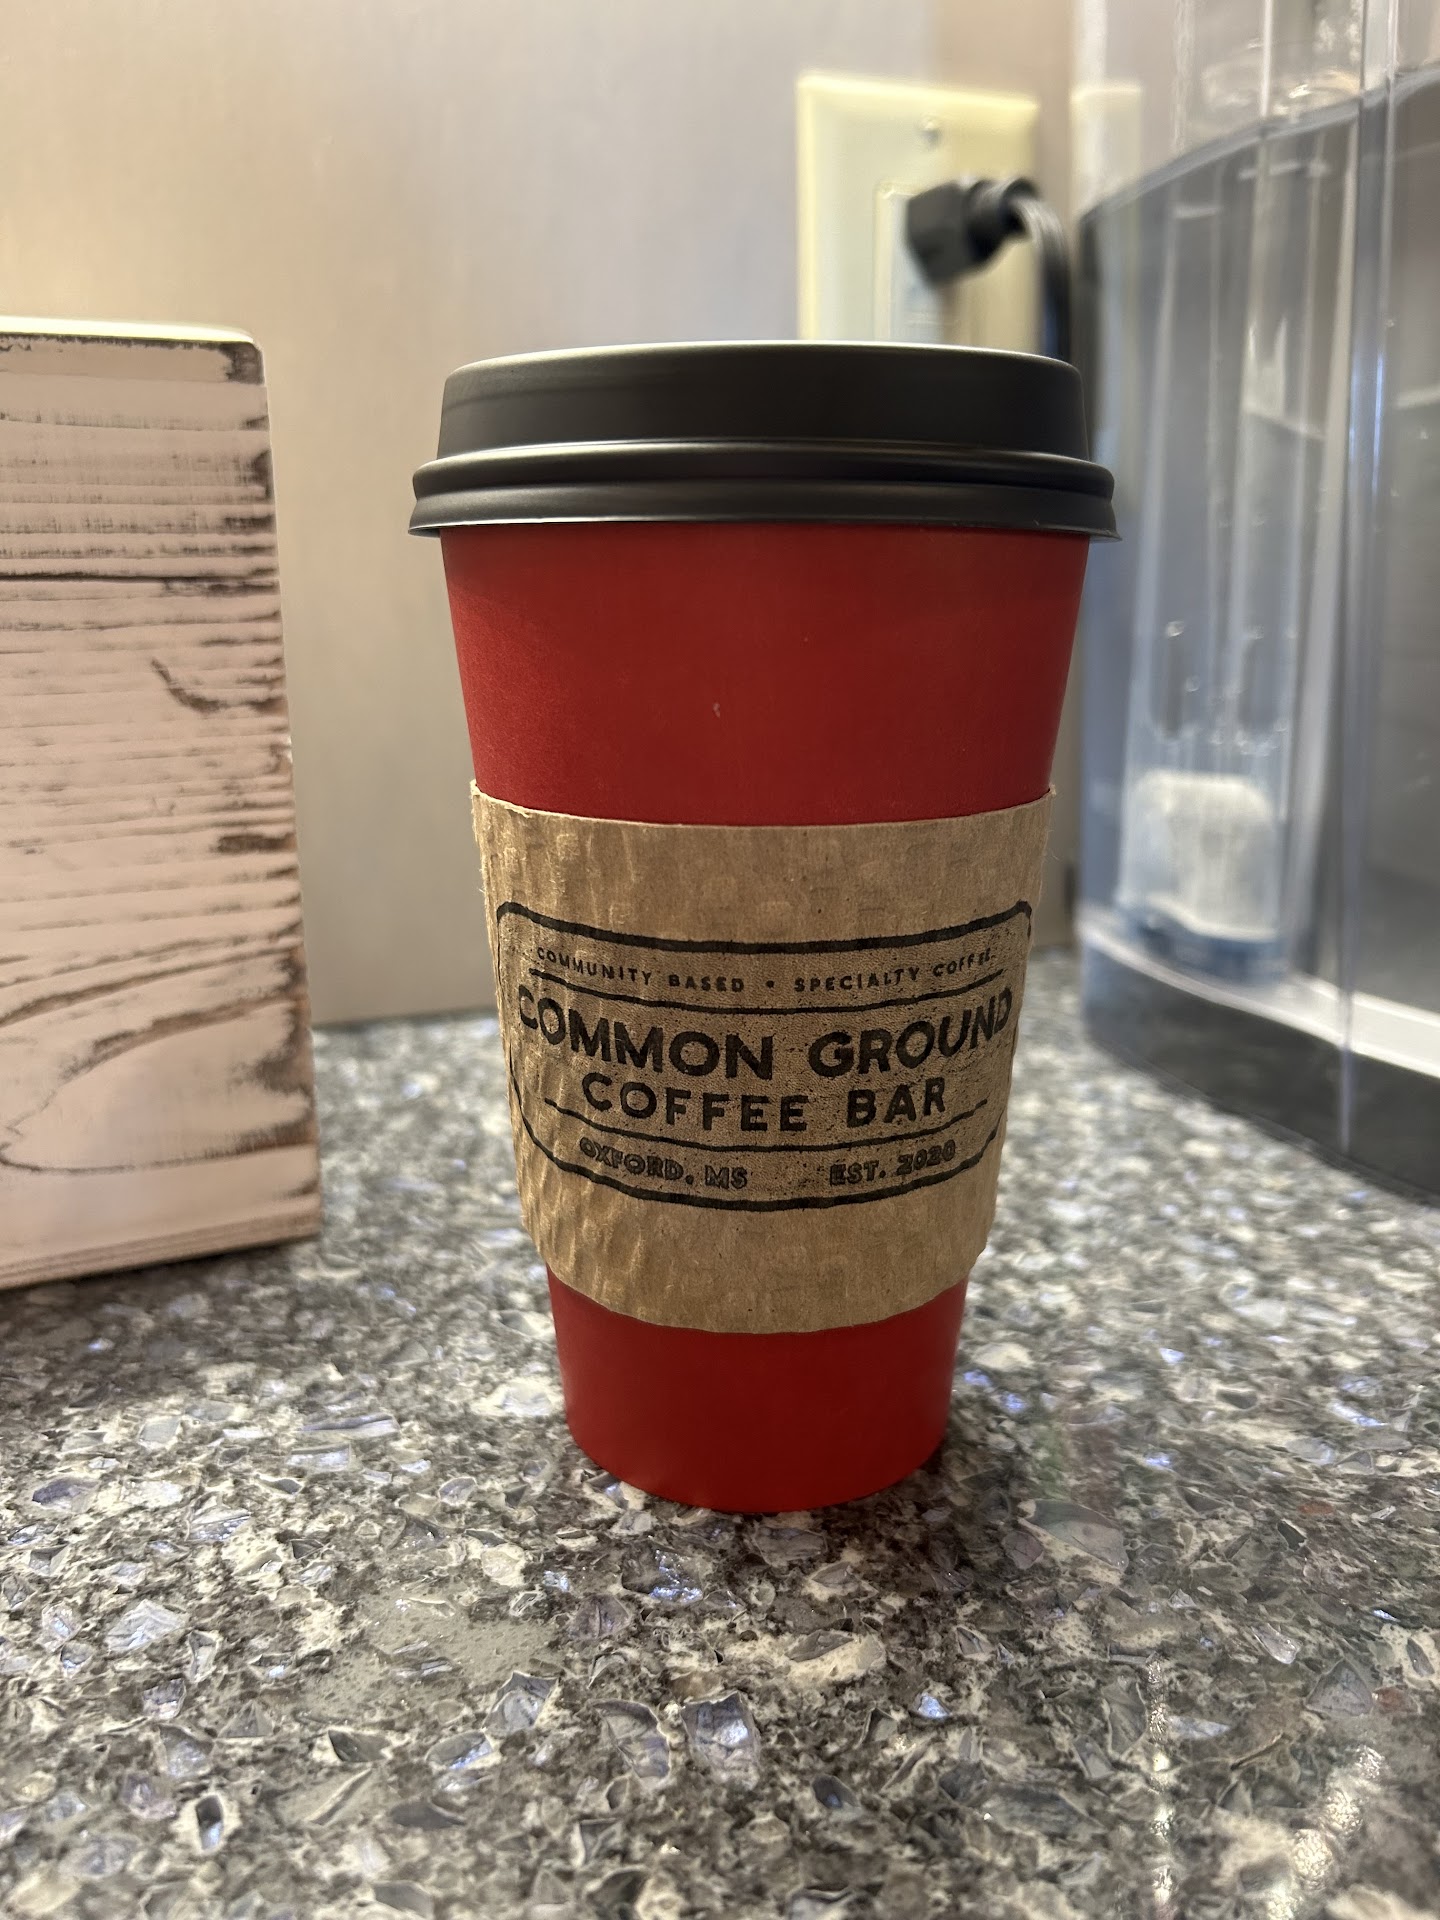 COMMUNITY BASED • SPECIALTY COFFEE
COMMON GROUND
COFFEE BAR
OXFORD, MS EST. 2020